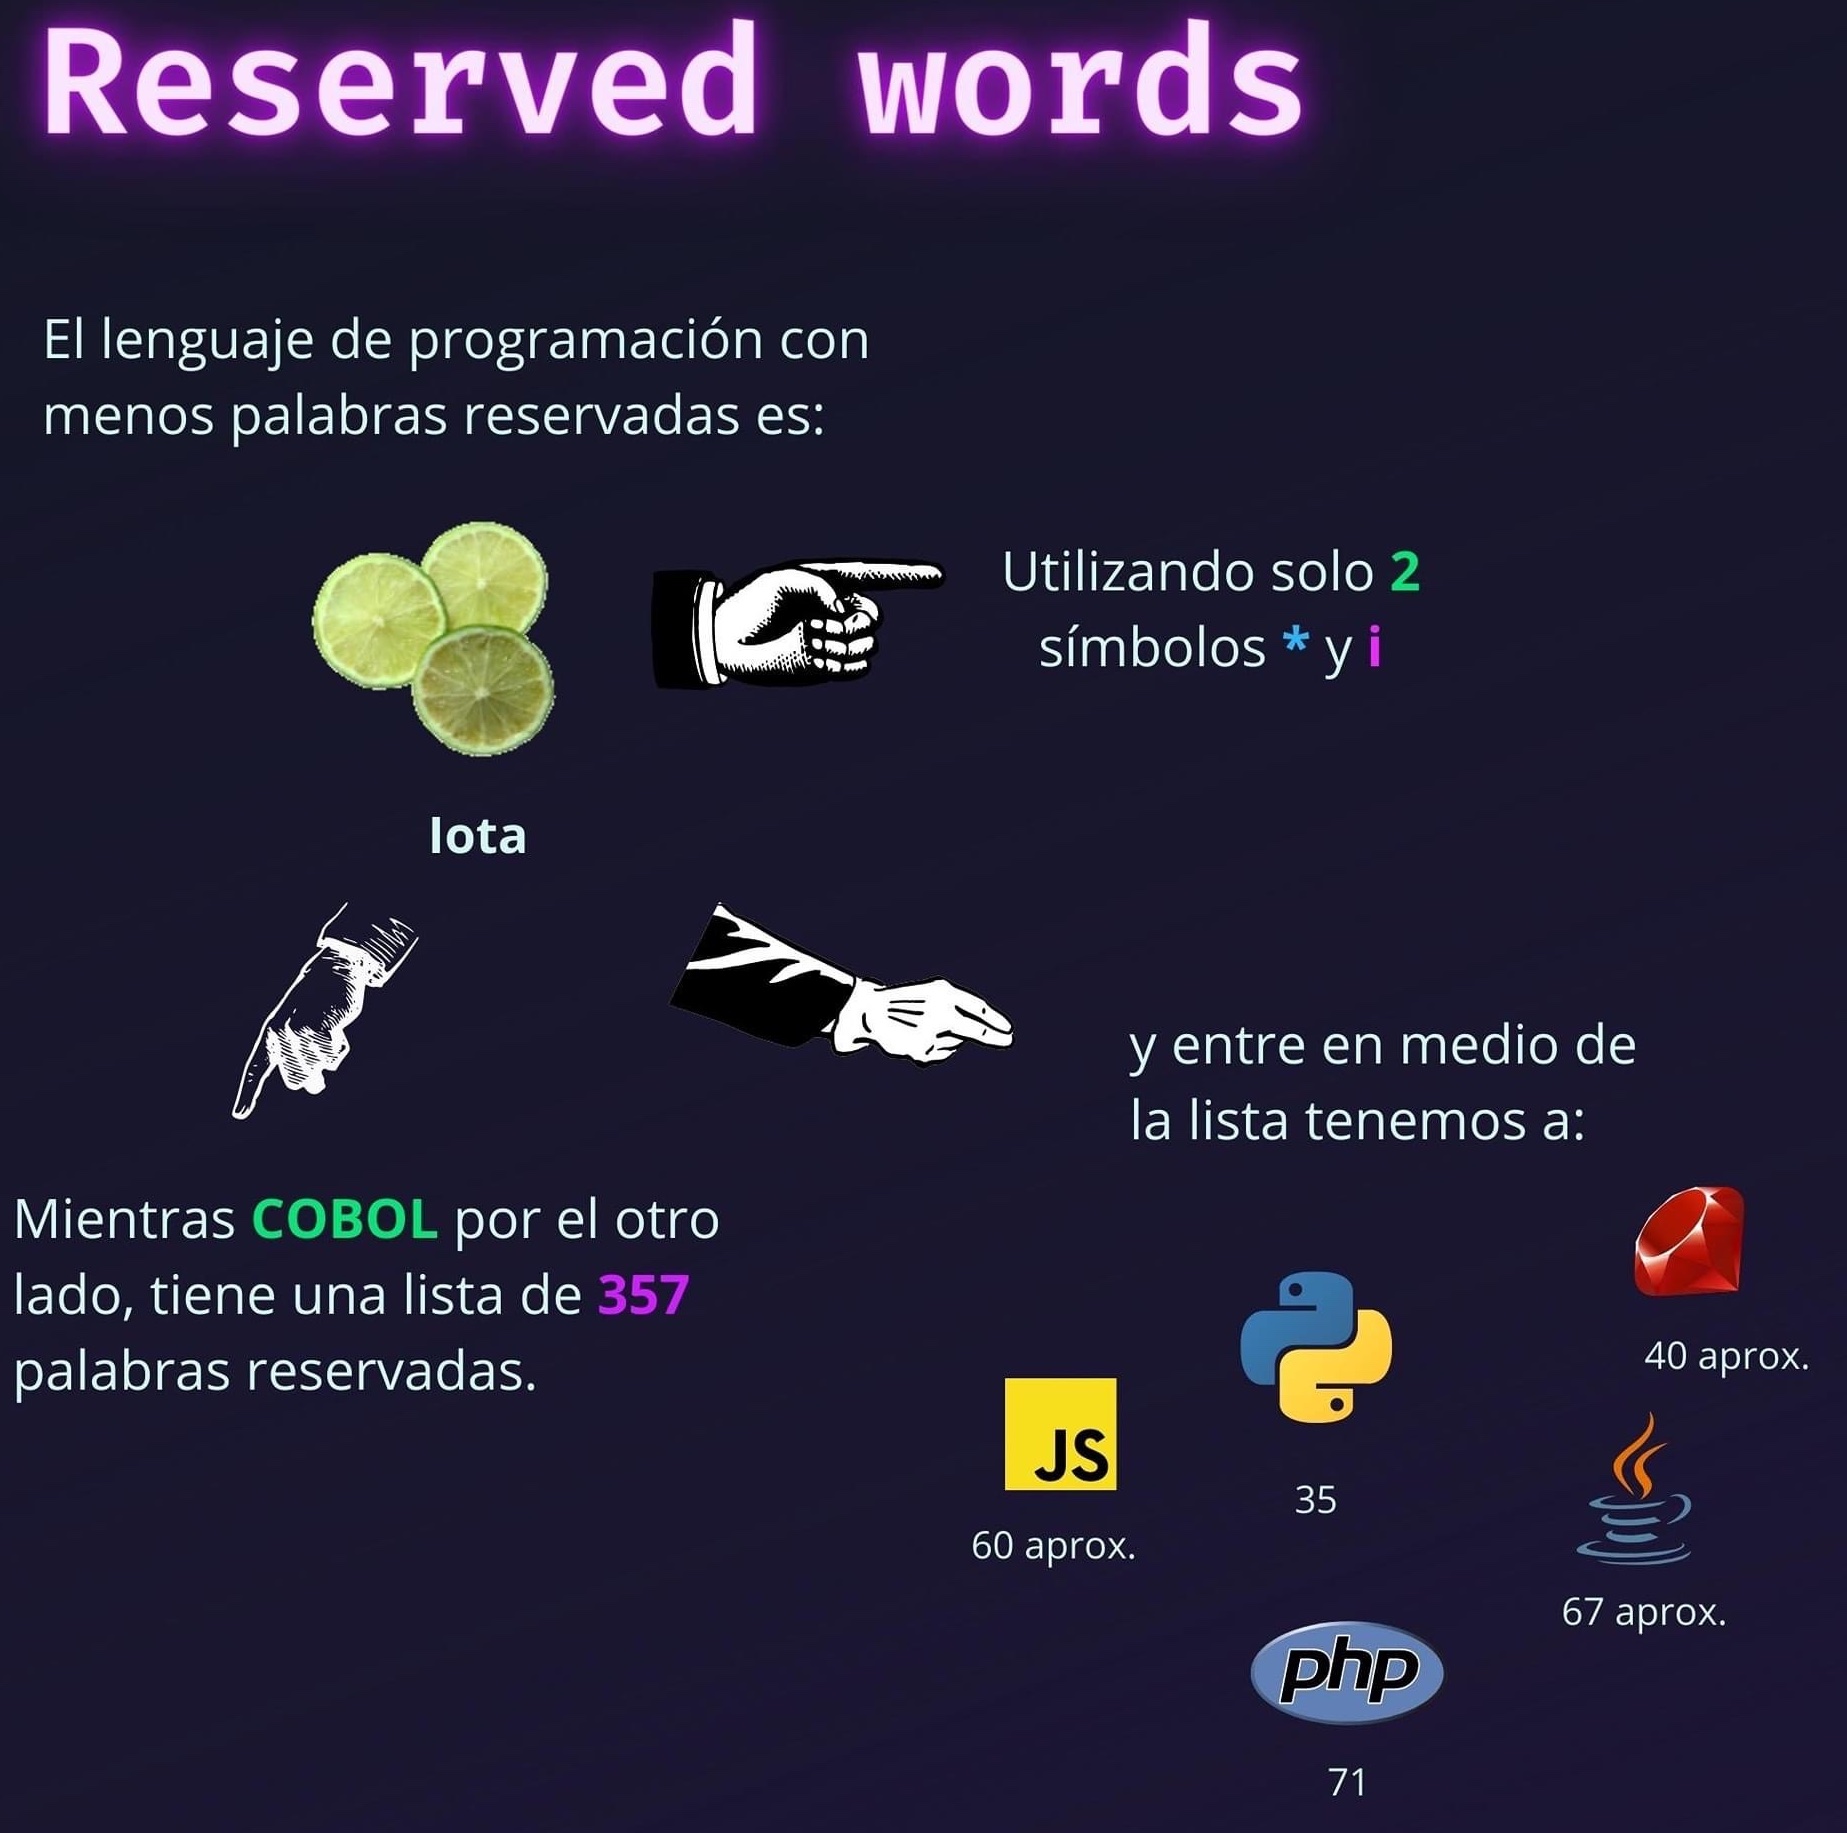 Reserved words
El lenguaje de programación con
menos palabras reservadas es:
Utilizando solo 2
símbolos * y i
Iota
y entre en medio de
la lista tenemos a:
Mientras COBOL por el otro
lado, tiene una lista de 357
palabras reservadas.
40 aprox.
JS
35
60 aprox.
67 aprox.
php
71